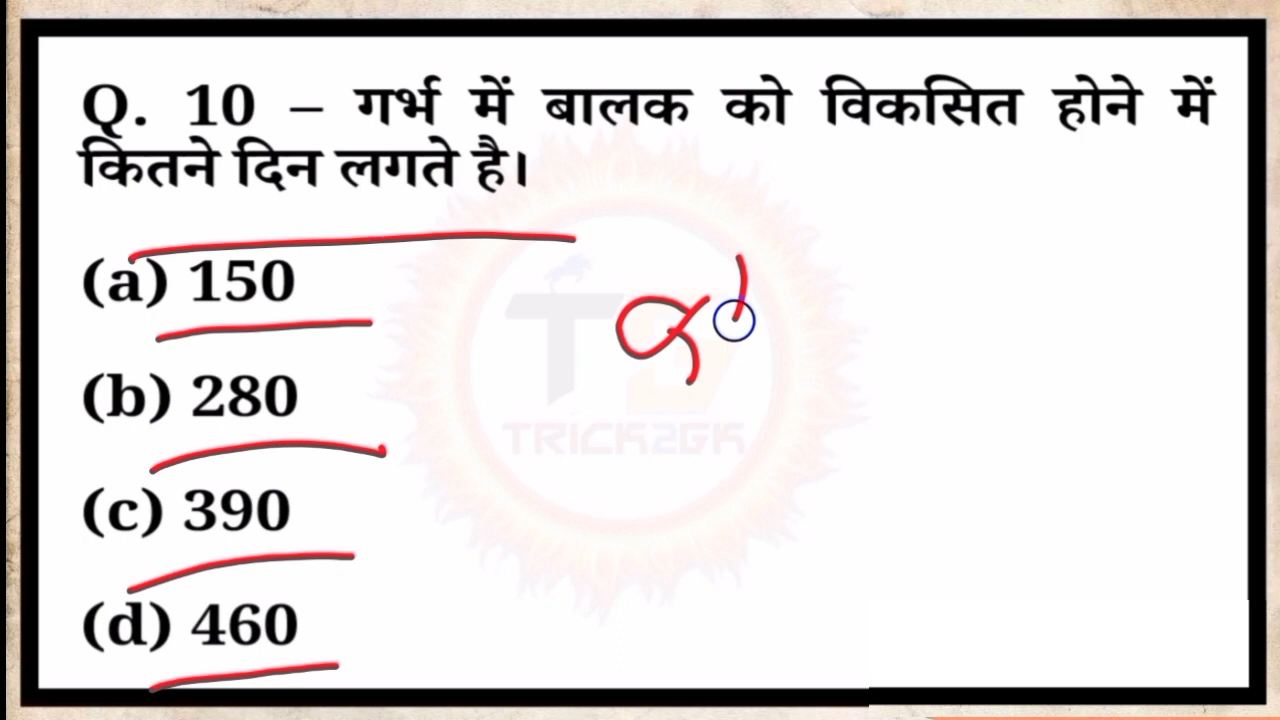 Q. 10 – गर्भ में बालक को विकसित होने में
कितने दिन लगते है।
(a) 150
(b) 280
(c) 390
(d) 460
TRICK2GK